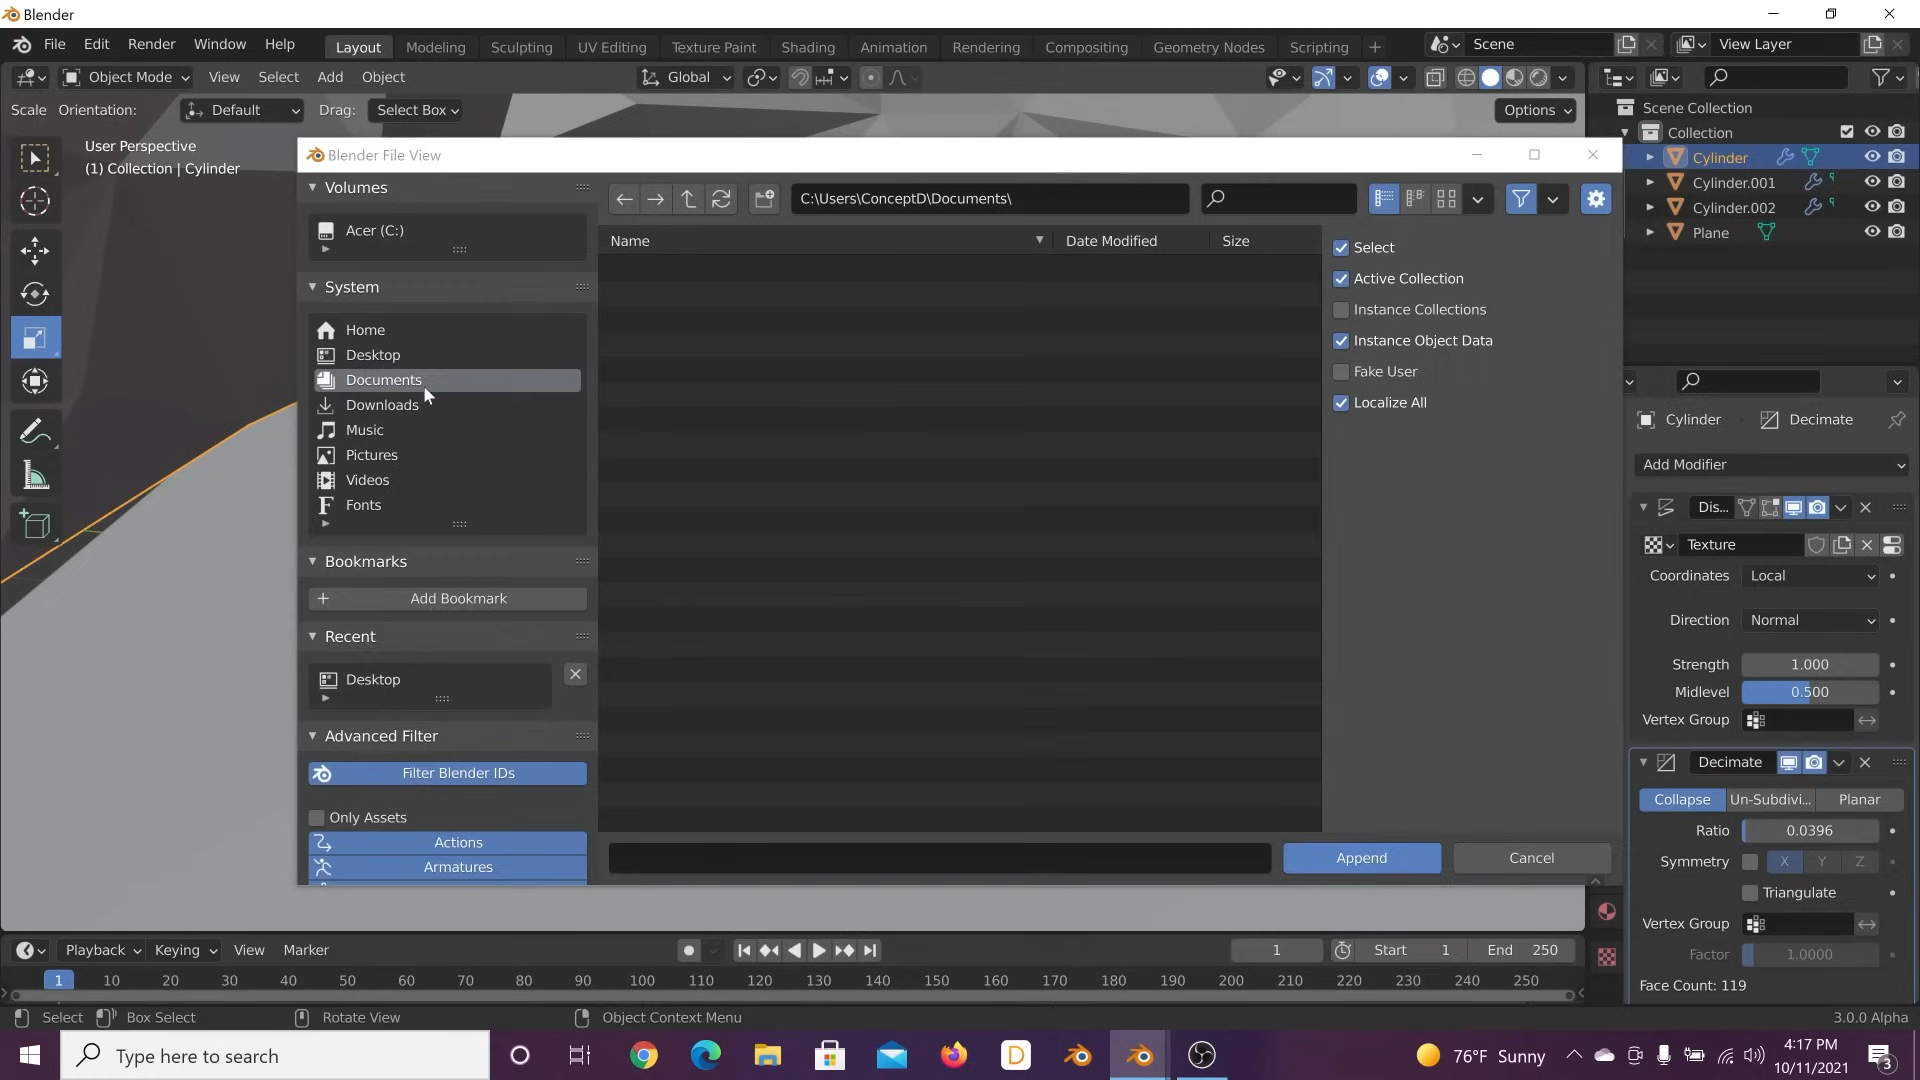 Blender
File Edit Render Window Help Layout Modeling Sculpting UV Editing Texture Paint Shading Animation Rendering Compositing Geometry Nodes Scripting + Scene View Layer
Object Mode View Select Add Object Global
Scale Orientation: Default Drag: Select Box Options
Scene Collection
Collection
Cylinder
Cylinder.001
Cylinder.002
Plane
User Perspective
(1) Collection | Cylinder
Blender File View
Volumes
Acer (C:)
System
Home
Desktop
Documents
Downloads
Music
Pictures
Videos
Fonts
Bookmarks
Add Bookmark
Recent
Desktop
Advanced Filter
Filter Blender IDs
Only Assets
Actions
Armatures
C:\Users\ConceptD\Documents\
Name Date Modified Size
Select
Active Collection
Instance Collections
Instance Object Data
Fake User
Localize All
Append Cancel
Cylinder Decimate
Add Modifier
Dis...
Texture
Coordinates Local
Direction Normal
Strength 1.000
Midlevel 0.500
Vertex Group
Decimate
Collapse Un-Subdivi... Planar
Ratio 0.0396
Symmetry X Y Z
Triangulate
Vertex Group
Factor 1.0000
Face Count: 119
Playback Keying View Marker 1 Start 1 End 250
1 10 20 30 40 50 60 70 80 90 100 110 120 130 140 150 160 170 180 190 200 210 220 230 240 250
Select Box Select Rotate View Object Context Menu 3.0.0 Alpha
Type here to search 76°F Sunny 4:17 PM
10/11/2021 3